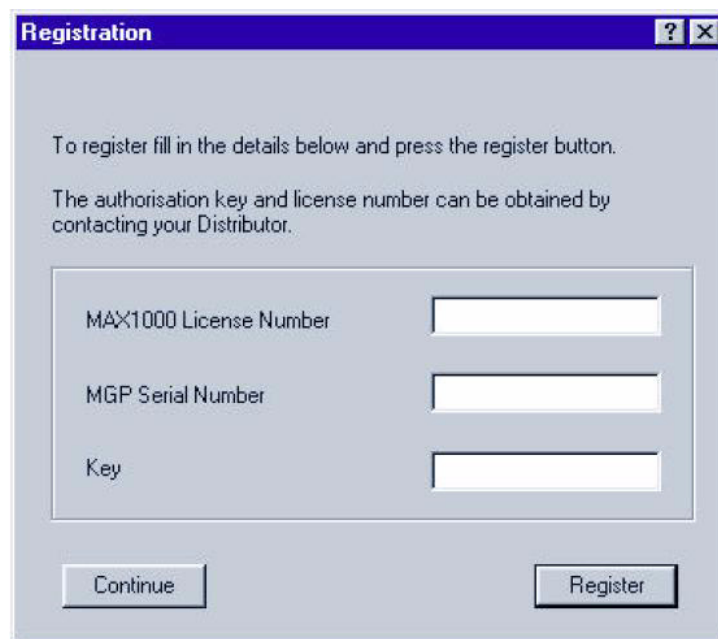 Registration
To register fill in the details below and press the register button.
The authorisation key and license number can be obtained by
contacting your Distributor.
MAX1000 License Number
MGP Serial Number
Key
Continue
Register